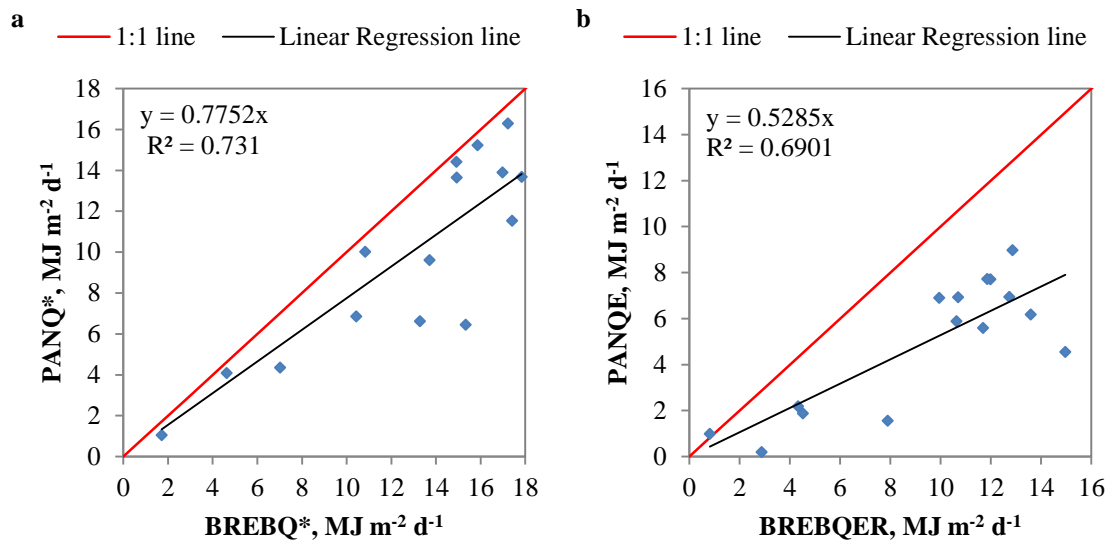 a
1:1 line
Linear Regression line
y = 0.7752x
R² = 0.731
PANQ*, MJ m⁻² d⁻¹
18
16
14
12
10
8
6
4
2
0
0 2 4 6 8 10 12 14 16 18
BREBQ*, MJ m⁻² d⁻¹
b
1:1 line
Linear Regression line
y = 0.5285x
R² = 0.6901
PANQE, MJ m⁻² d⁻¹
16
14
12
10
8
6
4
2
0
0 2 4 6 8 10 12 14 16
BREBQER, MJ m⁻² d⁻¹